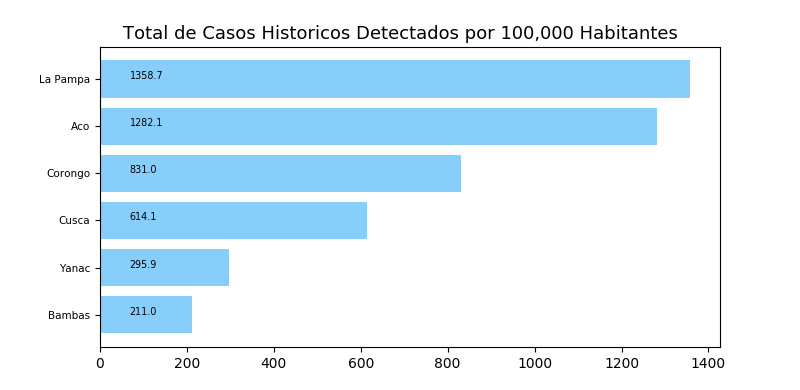 Total de Casos Historicos Detectados por 100,000 Habitantes
La Pampa 1358.7
Aco 1282.1
Corongo 831.0
Cusca 614.1
Yanac 295.9
Bambas 211.0
0 200 400 600 800 1000 1200 1400